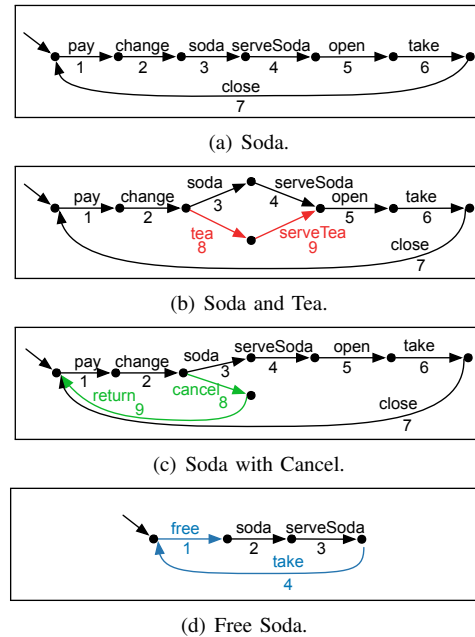 pay change soda serveSoda open take
1 2 3 4 5 6
close
7
(a) Soda.
soda serveSoda
pay change open take
3 4
1 2 5 6
tea serveTea
8 9
close
7
(b) Soda and Tea.
soda serveSoda open take
pay change
3 4 5 6
1 2
cancel
return 8
9
close
7
(c) Soda with Cancel.
free soda serveSoda
1 2 3
take
4
(d) Free Soda.